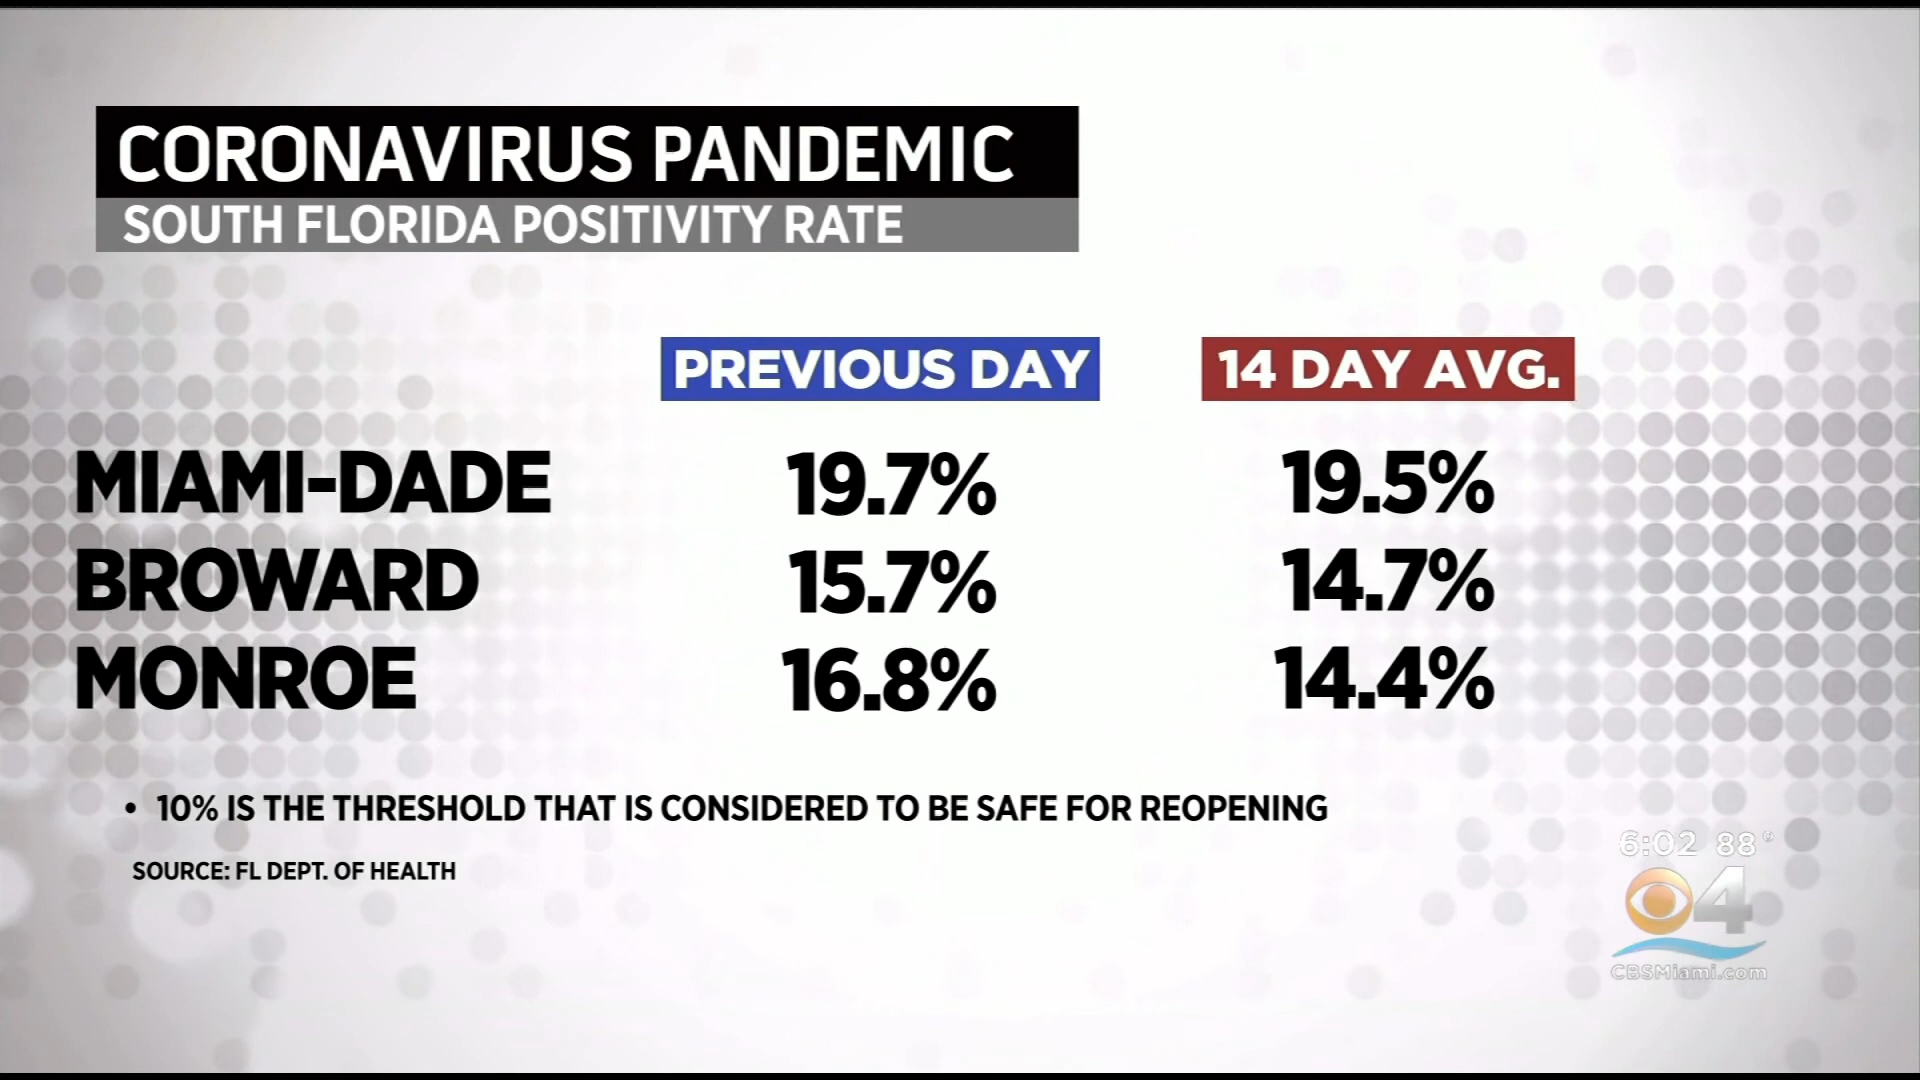 CORONAVIRUS PANDEMIC
SOUTH FLORIDA POSITIVITY RATE
PREVIOUS DAY 14 DAY AVG.
MIAMI-DADE 19.7% 19.5%
BROWARD 15.7% 14.7%
MONROE 16.8% 14.4%
• 10% IS THE THRESHOLD THAT IS CONSIDERED TO BE SAFE FOR REOPENING
SOURCE: FL DEPT. OF HEALTH
6:02 88°
4
CBSMiami.com